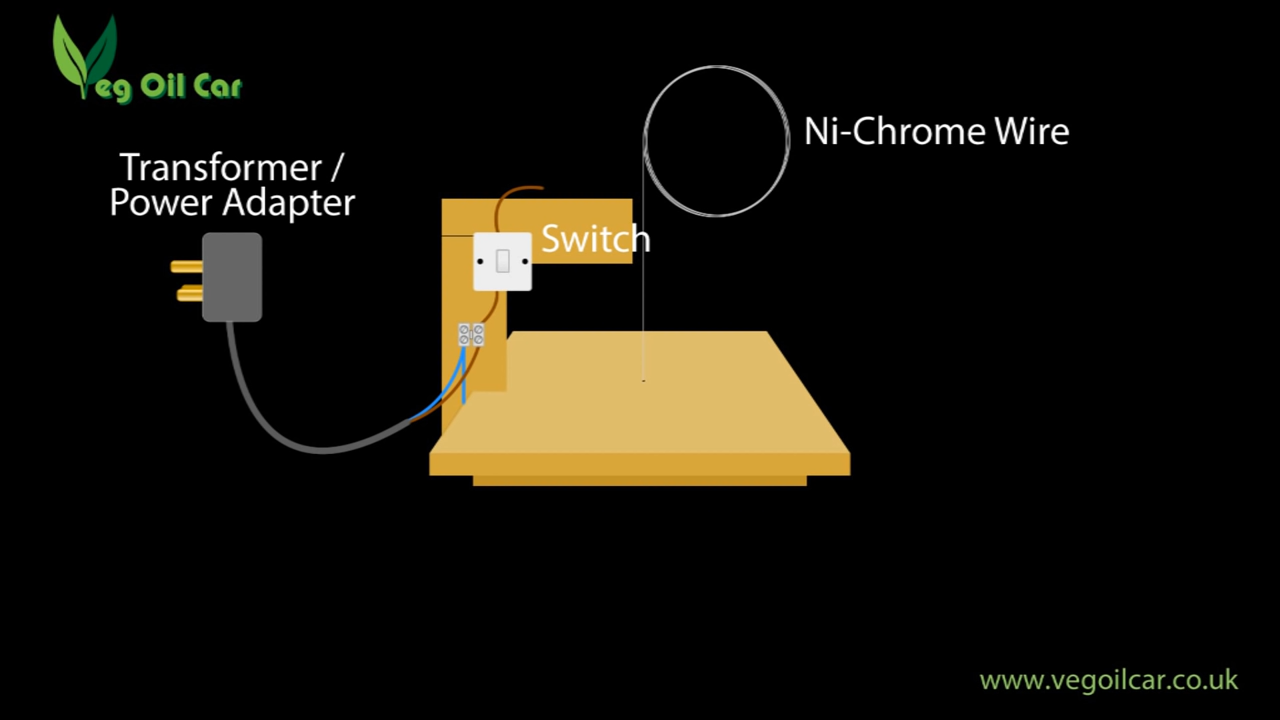 Veg Oil Car
Ni-Chrome Wire
Transformer /
Power Adapter
Switch
www.vegoilcar.co.uk